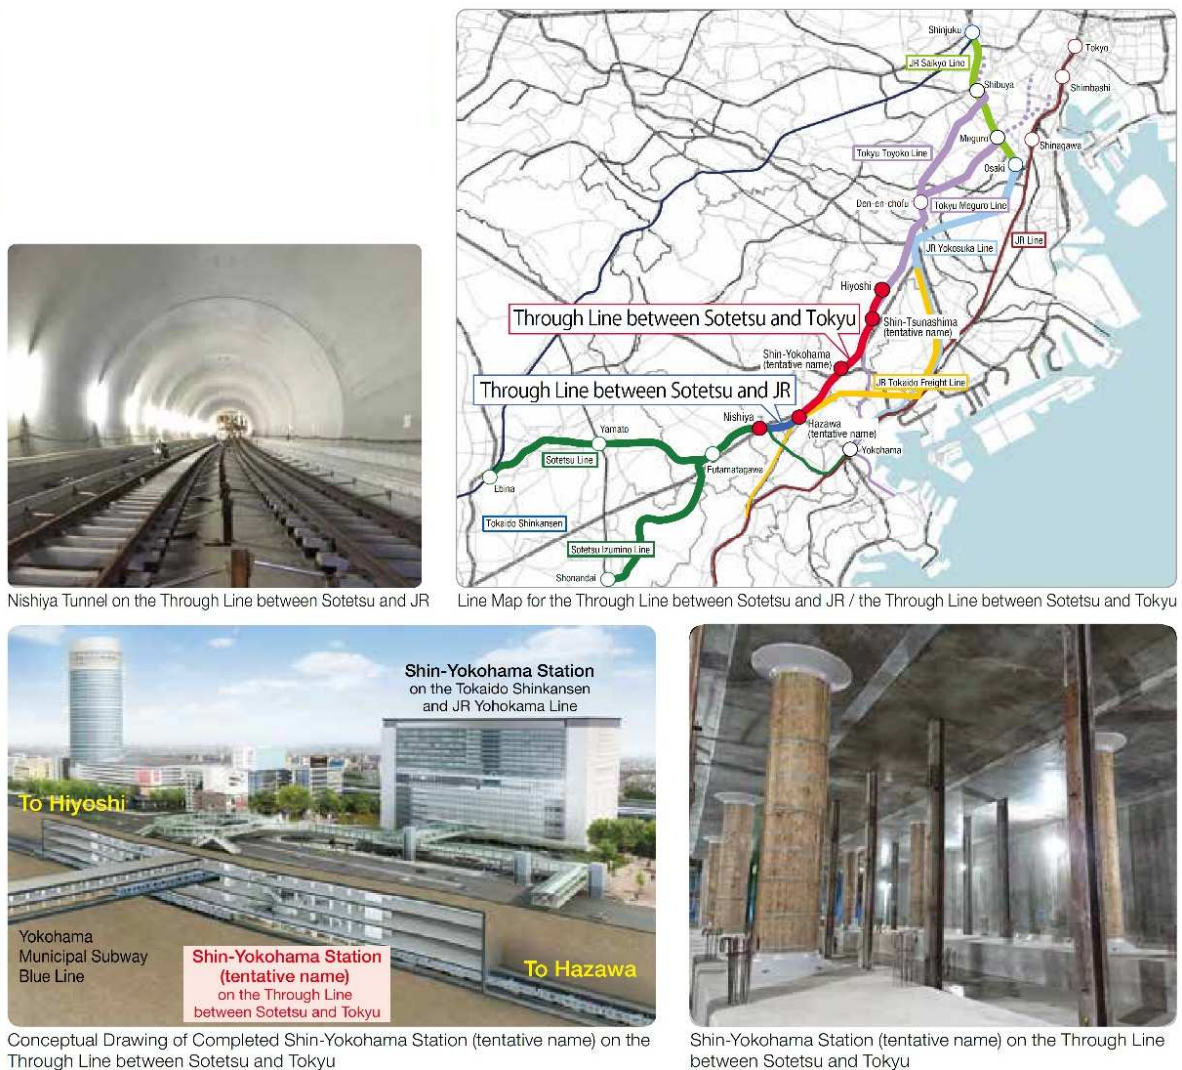 Shinjuku
Tokyo
JR Saikyo Line
Shibuya
Shimbashi
Meguro
Shinagawa
Tokyu Toyoko Line
Osaki
Den-en-chofu
Tokyu Meguro Line
JR Yokosuka Line
JR Line
Hiyoshi
Through Line between Sotetsu and Tokyu
Shin-Tsunashima
(tentative name)
Shin-Yokohama
(tentative name)
Through Line between Sotetsu and JR
JR Tokaido Freight Line
Nishiya
Hazawa
(tentative name)
Yamato
Yokohama
Sotetsu Line
Futamatagawa
Ebina
Tokaido Shinkansen
Sotetsu Izumino Line
Shonandai
Nishiya Tunnel on the Through Line between Sotetsu and JR
Line Map for the Through Line between Sotetsu and JR / the Through Line between Sotetsu and Tokyu
Shin-Yokohama Station
on the Tokaido Shinkansen
and JR Yohokama Line
To Hiyoshi
Yokohama
Municipal Subway
Blue Line
Shin-Yokohama Station
(tentative name)
on the Through Line
between Sotetsu and Tokyu
To Hazawa
Conceptual Drawing of Completed Shin-Yokohama Station (tentative name) on the
Through Line between Sotetsu and Tokyu
Shin-Yokohama Station (tentative name) on the Through Line
between Sotetsu and Tokyu